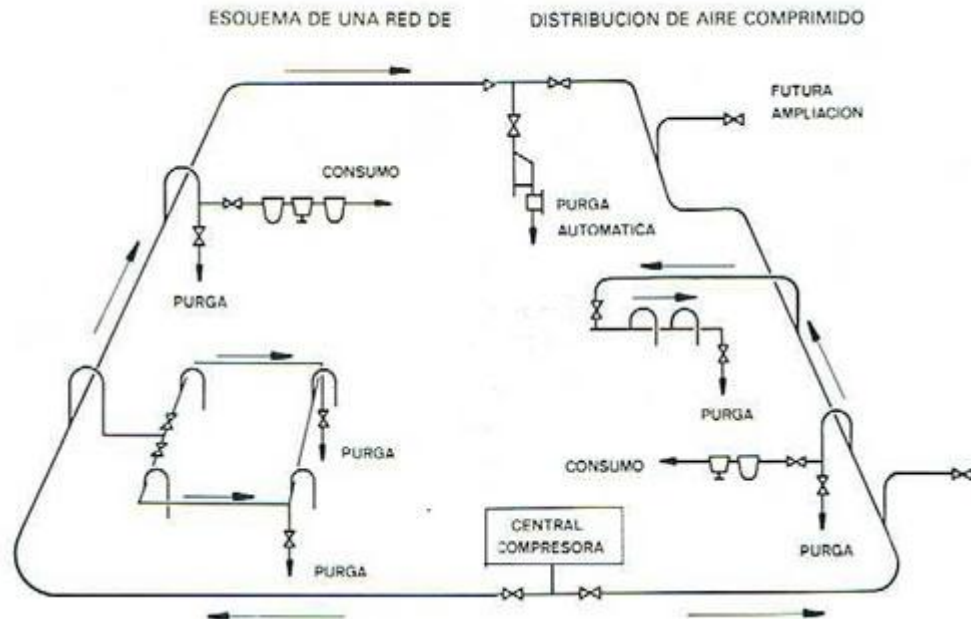 ESQUEMA DE UNA RED DE DISTRIBUCION DE AIRE COMPRIMIDO
FUTURA
AMPLIACION
CONSUMO
PURGA
AUTOMATICA
PURGA
PURGA
PURGA
CONSUMO
CENTRAL
COMPRESORA
PURGA
PURGA